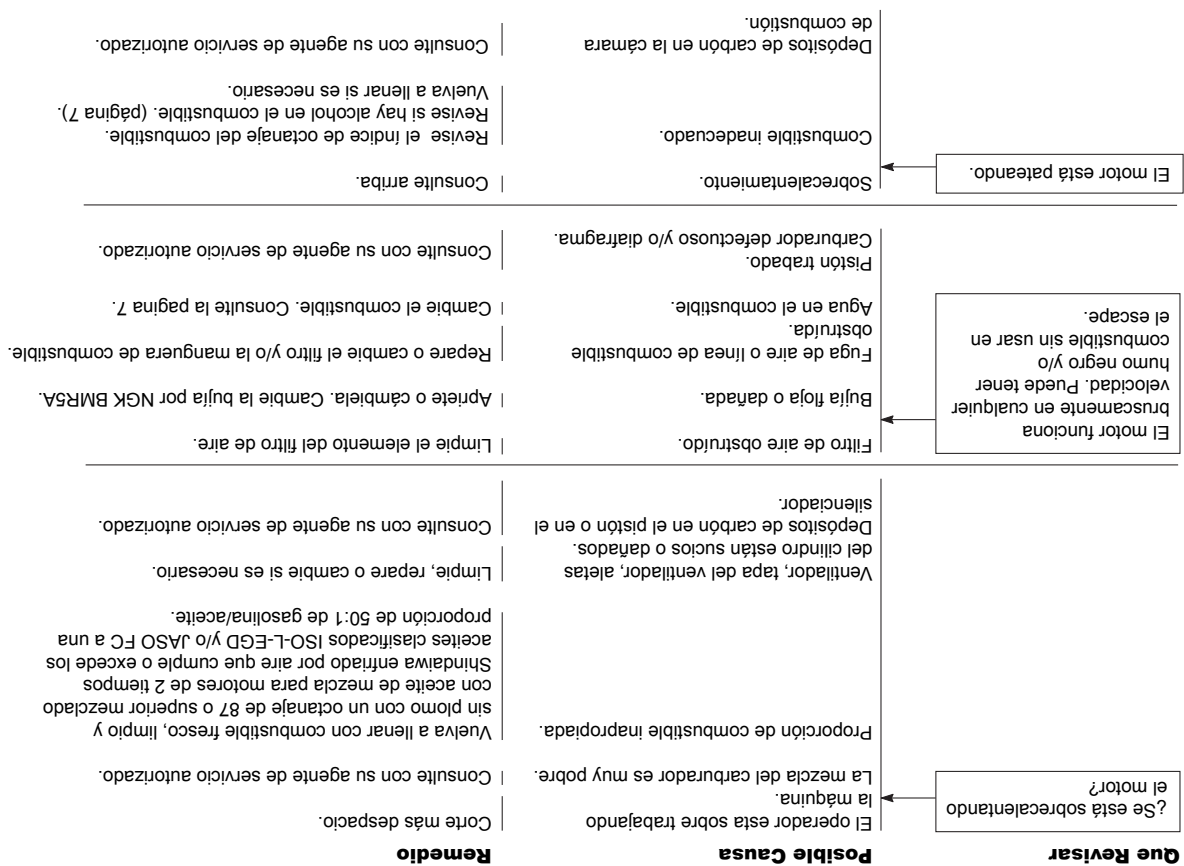 Que Revisar
Posible Causa
Remedio
¿Se está sobrecalentando
el motor?
El operador esta sobre trabajando
la máquina.
Corte más despacio.
La mezcla del carburador es muy pobre.
Consulte con su agente de servicio autorizado.
Proporción de combustible inapropiada.
Vuelva a llenar con combustible fresco, limpio y
sin plomo con un octanaje de 87 o superior mezclado
con aceite de mezcla para motores de 2 tiempos
Shindaiwa enfriado por aire que cumple o excede los
aceites clasificados ISO-L-EGD y/o JASO FC a una
proporción de 50:1 de gasolina/aceite.
Ventilador, tapa del ventilador, aletas
del cilindro están sucios o dañados.
Limpie, repare o cambie si es necesario.
Depósitos de carbón en el pistón o en el
silenciador.
Consulte con su agente de servicio autorizado.
El motor funciona
bruscamente en cualquier
velocidad. Puede tener
humo negro y/o
combustible sin usar en
el escape.
Filtro de aire obstruído.
Limpie el elemento del filtro de aire.
Bujía floja o dañada.
Apriete o cámbiela. Cambie la bujía por NGK BMR5A.
Fuga de aire o línea de combustible
obstruída.
Repare o cambie el filtro y/o la manguera de combustible.
Agua en el combustible.
Cambie el combustible. Consulte la pagina 7.
Pistón trabado.
Carburador defectuoso y/o diafragma.
Consulte con su agente de servicio autorizado.
El motor está pateando.
Sobrecalentamiento.
Consulte arriba.
Combustible inadecuado.
Revise  el índice de octanaje del combustible.
Revise si hay alcohol en el combustible. (página 7).
Vuelva a llenar si es necesario.
Depósitos de carbón en la cámara
de combustión.
Consulte con su agente de servicio autorizado.